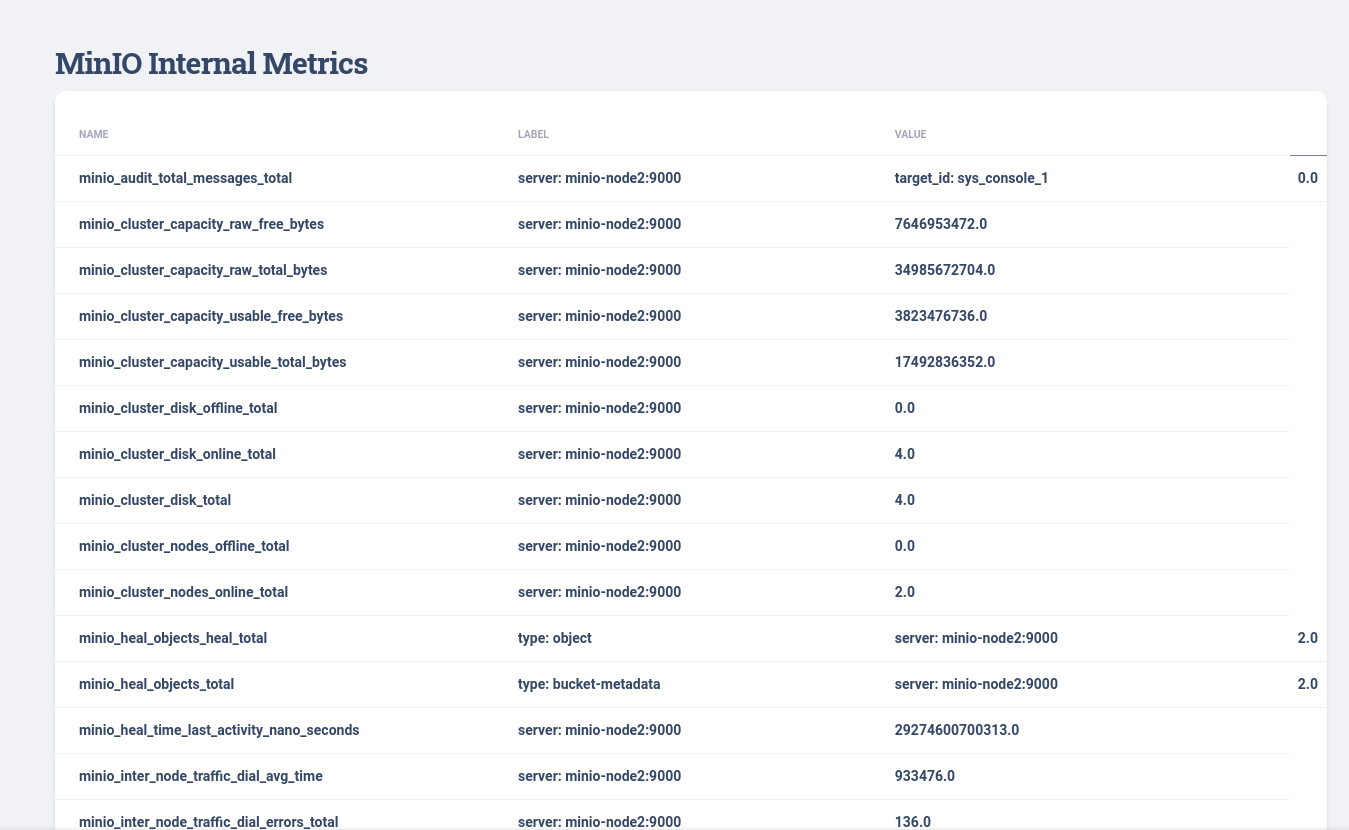 MinIO Internal Metrics
NAME LABEL VALUE
minio_audit_total_messages_total server: minio-node2:9000 target_id: sys_console_1 0.0
minio_cluster_capacity_raw_free_bytes server: minio-node2:9000 7646953472.0
minio_cluster_capacity_raw_total_bytes server: minio-node2:9000 34985672704.0
minio_cluster_capacity_usable_free_bytes server: minio-node2:9000 3823476736.0
minio_cluster_capacity_usable_total_bytes server: minio-node2:9000 17492836352.0
minio_cluster_disk_offline_total server: minio-node2:9000 0.0
minio_cluster_disk_online_total server: minio-node2:9000 4.0
minio_cluster_disk_total server: minio-node2:9000 4.0
minio_cluster_nodes_offline_total server: minio-node2:9000 0.0
minio_cluster_nodes_online_total server: minio-node2:9000 2.0
minio_heal_objects_heal_total type: object server: minio-node2:9000 2.0
minio_heal_objects_total type: bucket-metadata server: minio-node2:9000 2.0
minio_heal_time_last_activity_nano_seconds server: minio-node2:9000 29274600700313.0
minio_inter_node_traffic_dial_avg_time server: minio-node2:9000 933476.0
minio_inter_node_traffic_dial_errors_total server: minio-node2:9000 136.0